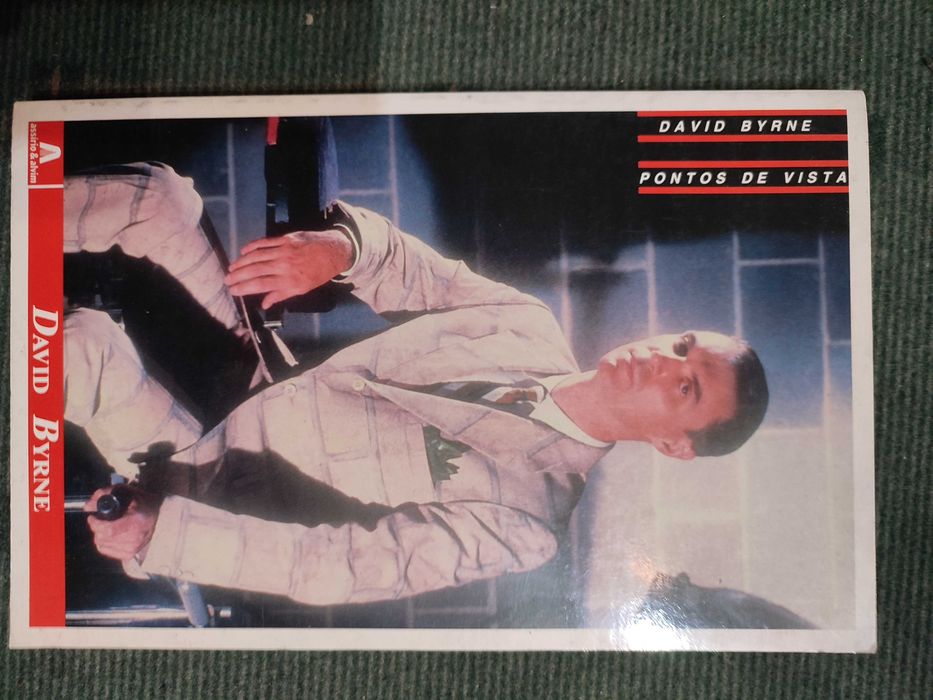 DAVID BYRNE
PONTOS DE VISTA
assírio & alvim
DAVID BYRNE